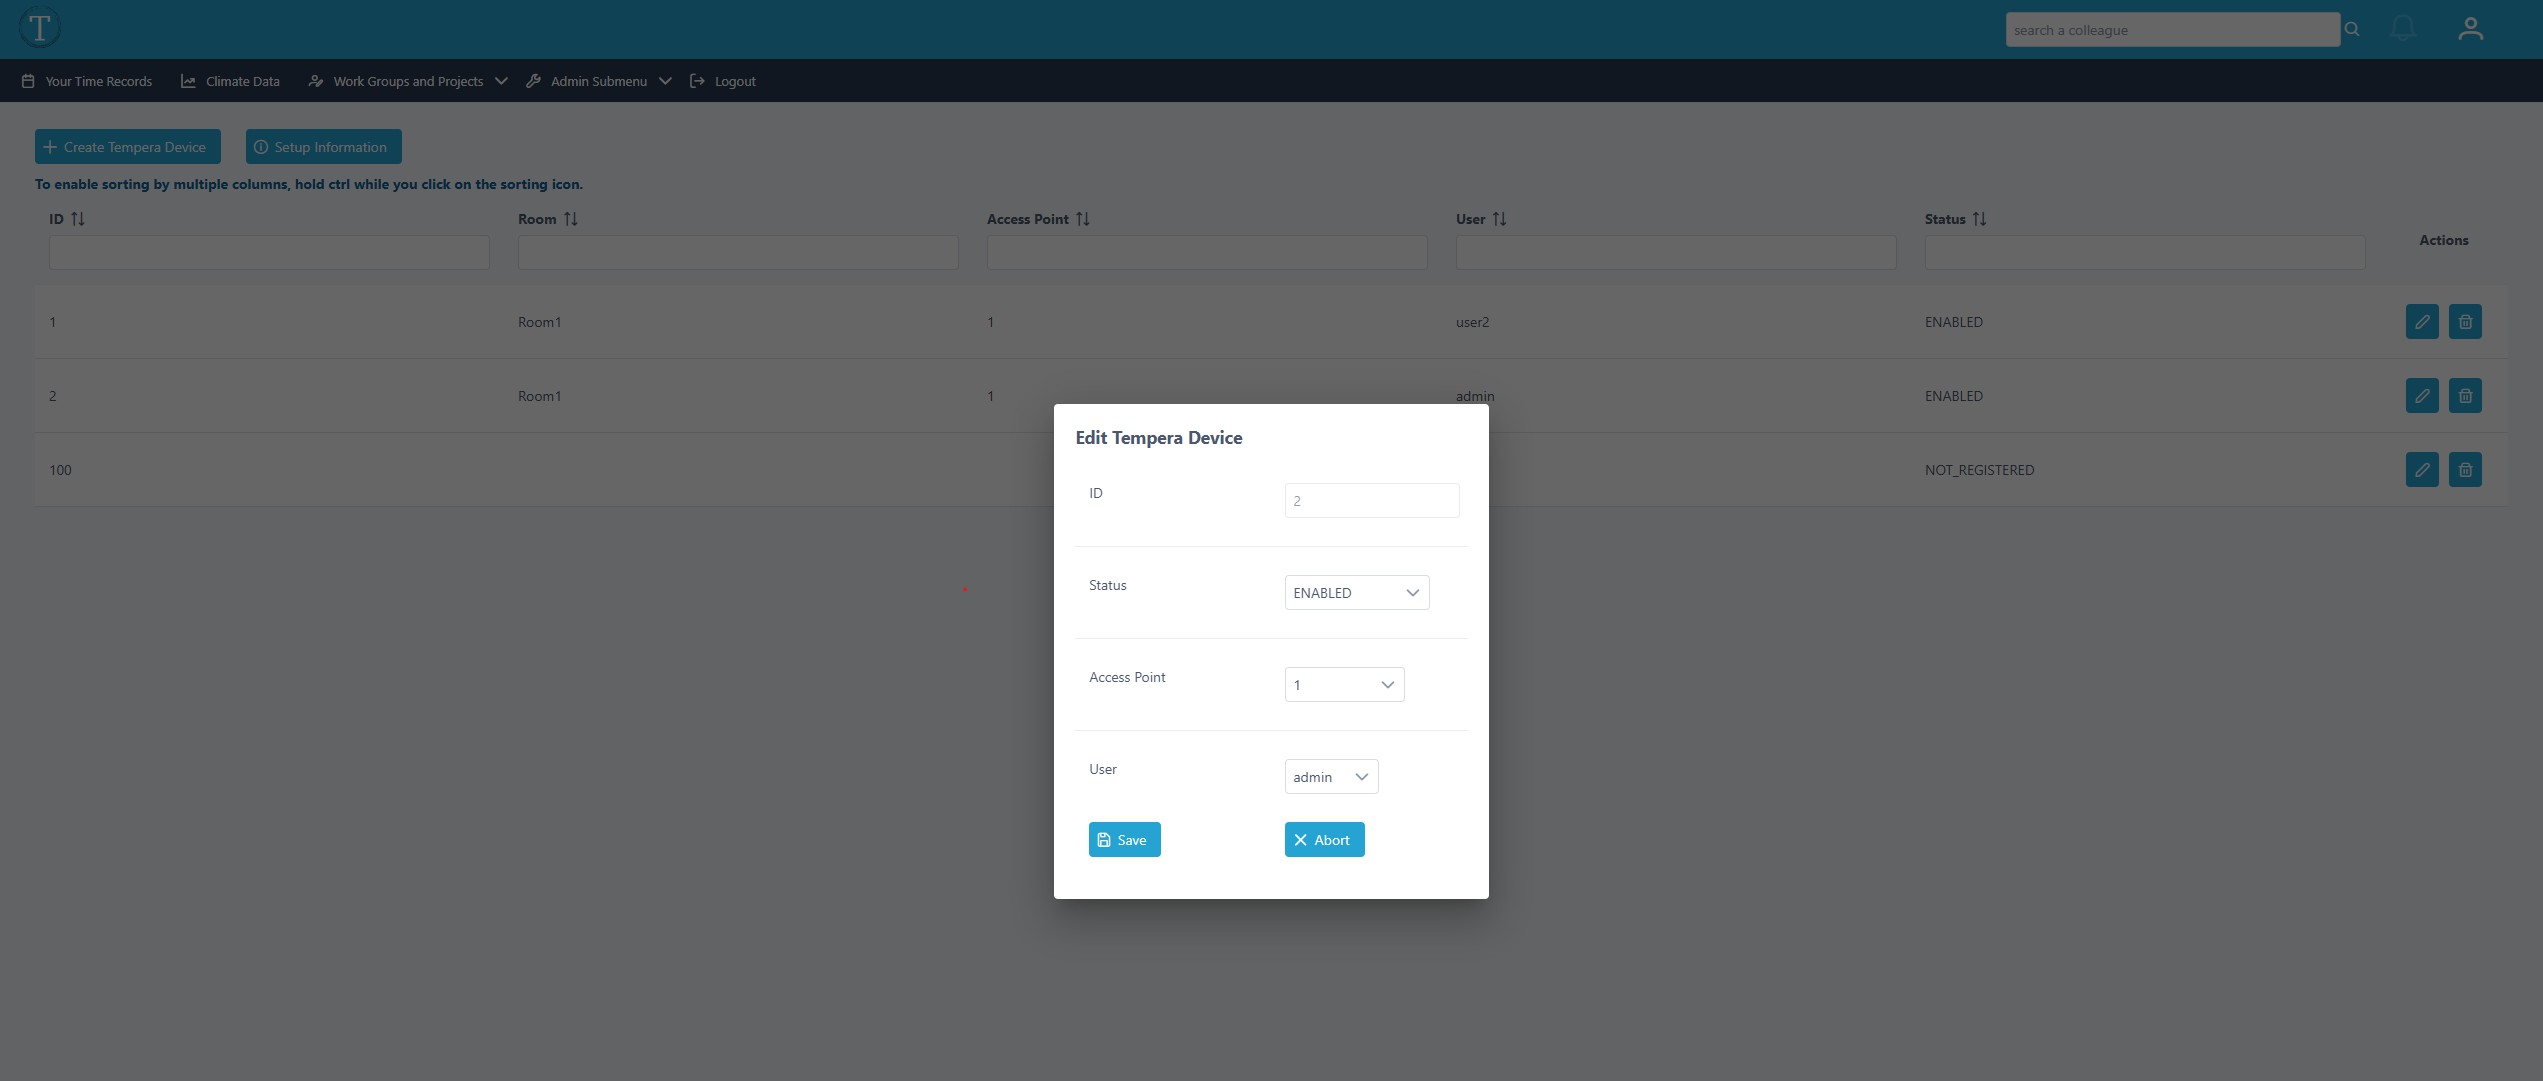 T
search a colleague
Your Time Records Climate Data Work Groups and Projects Admin Submenu Logout
Create Tempera Device Setup Information
To enable sorting by multiple columns, hold ctrl while you click on the sorting icon.
ID Room Access Point User Status Actions
1 Room1 1 user2 ENABLED
2 Room1 1 admin ENABLED
100 NOT_REGISTERED
Edit Tempera Device
ID 2
Status ENABLED
Access Point 1
User admin
Save Abort